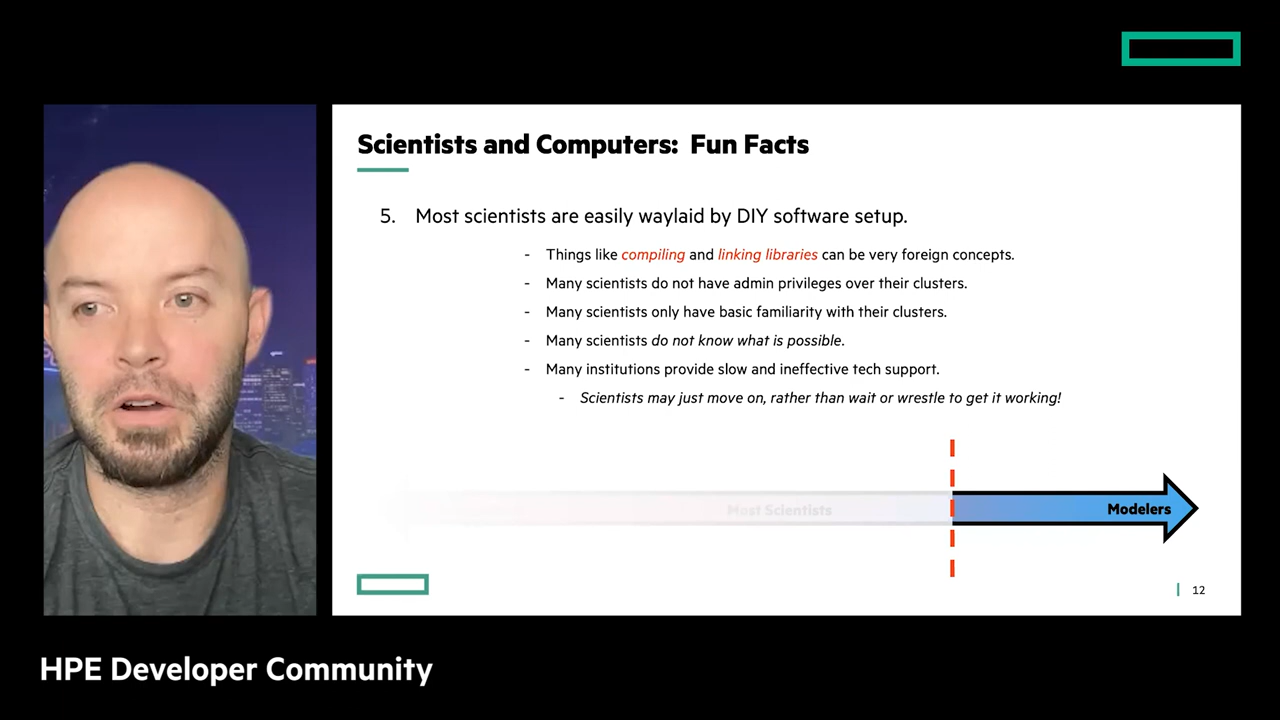 Scientists and Computers: Fun Facts
5. Most scientists are easily waylaid by DIY software setup.
- Things like compiling and linking libraries can be very foreign concepts.
- Many scientists do not have admin privileges over their clusters.
- Many scientists only have basic familiarity with their clusters.
- Many scientists do not know what is possible.
- Many institutions provide slow and ineffective tech support.
- Scientists may just move on, rather than wait or wrestle to get it working!
Most Scientists
Modelers
12
HPE Developer Community